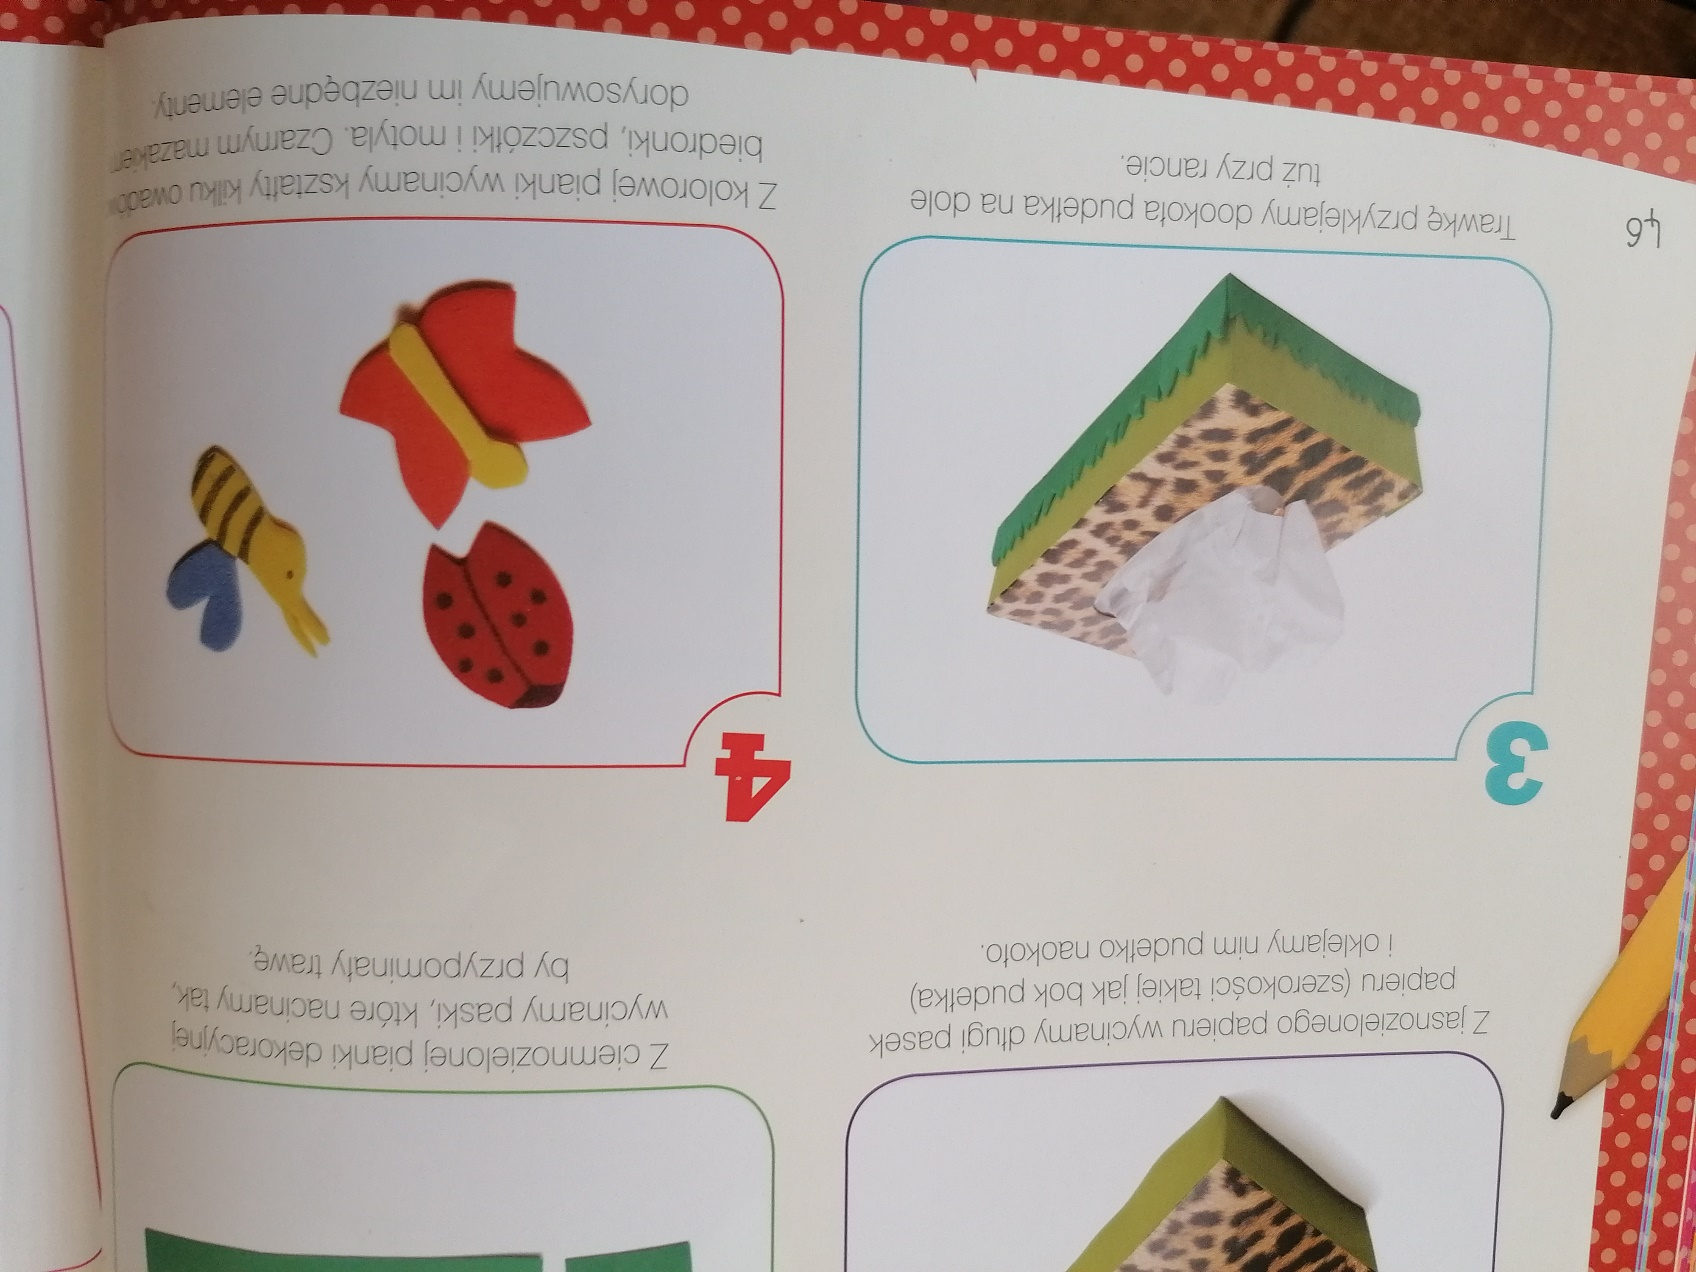 Z jasnozielonego papieru wycinamy długi pasek
papieru (szerokości takiej jak bok pudełka)
i oklejamy nim pudełko naokoło.
Z ciemnozielonej pianki dekoracyjnej
wycinamy paski, które nacinamy tak,
by przypominały trawę.
3
Trawkę przyklejamy dookoła pudełka na dole
tuż przy rancie.
4
Z kolorowej pianki wycinamy kształty kilku owadów
biedronki, pszczółki i motyla. Czarnym mazakiem
dorysowujemy im niezbędne elementy.
46